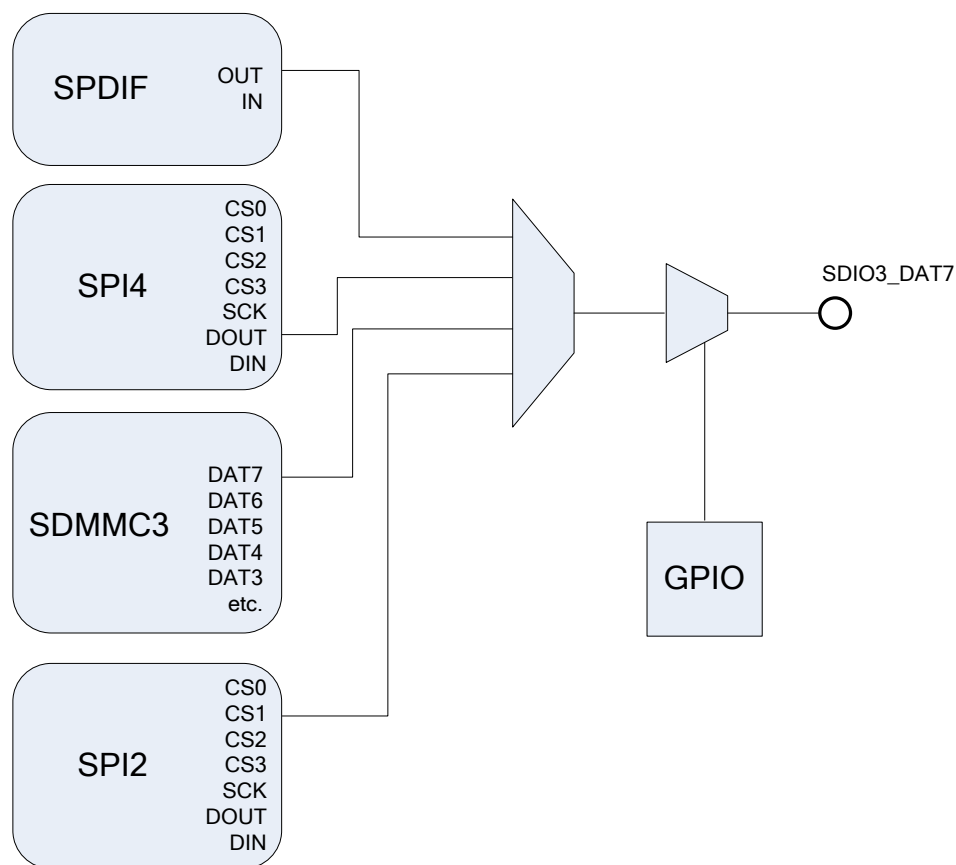 SPDIF
OUT
IN
SPI4
CS0
CS1
CS2
CS3
SCK
DOUT
DIN
SDMMC3
DAT7
DAT6
DAT5
DAT4
DAT3
etc.
SPI2
CS0
CS1
CS2
CS3
SCK
DOUT
DIN
SDIO3_DAT7
GPIO